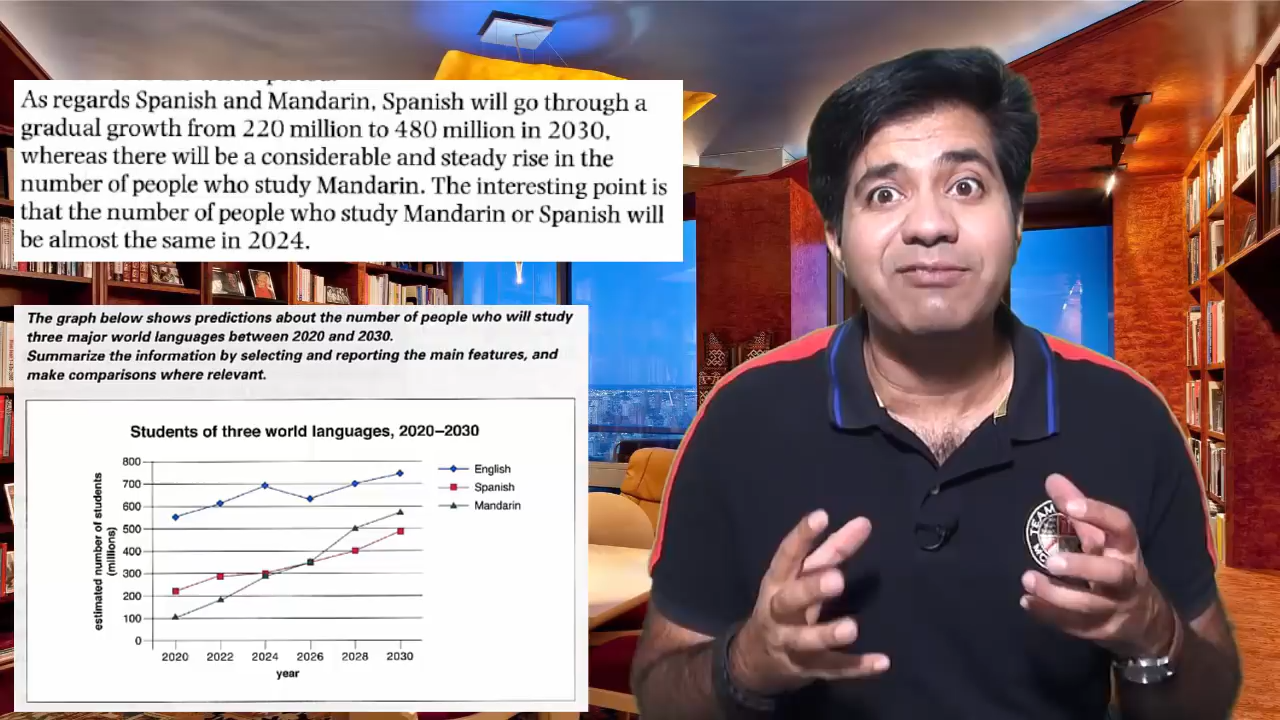 As regards Spanish and Mandarin, Spanish will go through a
gradual growth from 220 million to 480 million in 2030,
whereas there will be a considerable and steady rise in the
number of people who study Mandarin. The interesting point is
that the number of people who study Mandarin or Spanish will
be almost the same in 2024.
The graph below shows predictions about the number of people who will study
three major world languages between 2020 and 2030.
Summarize the information by selecting and reporting the main features, and
make comparisons where relevant.
Students of three world languages, 2020–2030
estimated number of students
(millions)
800
700
600
500
400
300
200
100
0
2020 2022 2024 2026 2028 2030
year
English
Spanish
Mandarin
TEAM